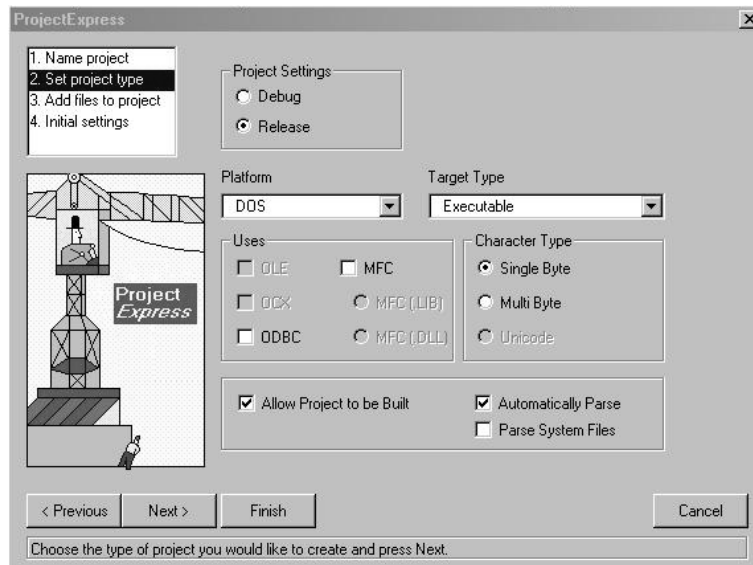 ProjectExpress
1. Name project
2. Set project type
3. Add files to project
4. Initial settings
Project Settings
Debug
Release
Platform
Target Type
DOS
Executable
Uses
Character Type
OLE
MFC
Single Byte
OCX
MFC (.LIB)
Multi Byte
ODBC
MFC (.DLL)
Unicode
Project
Express
Allow Project to be Built
Automatically Parse
Parse System Files
< Previous
Next >
Finish
Cancel
Choose the type of project you would like to create and press Next.